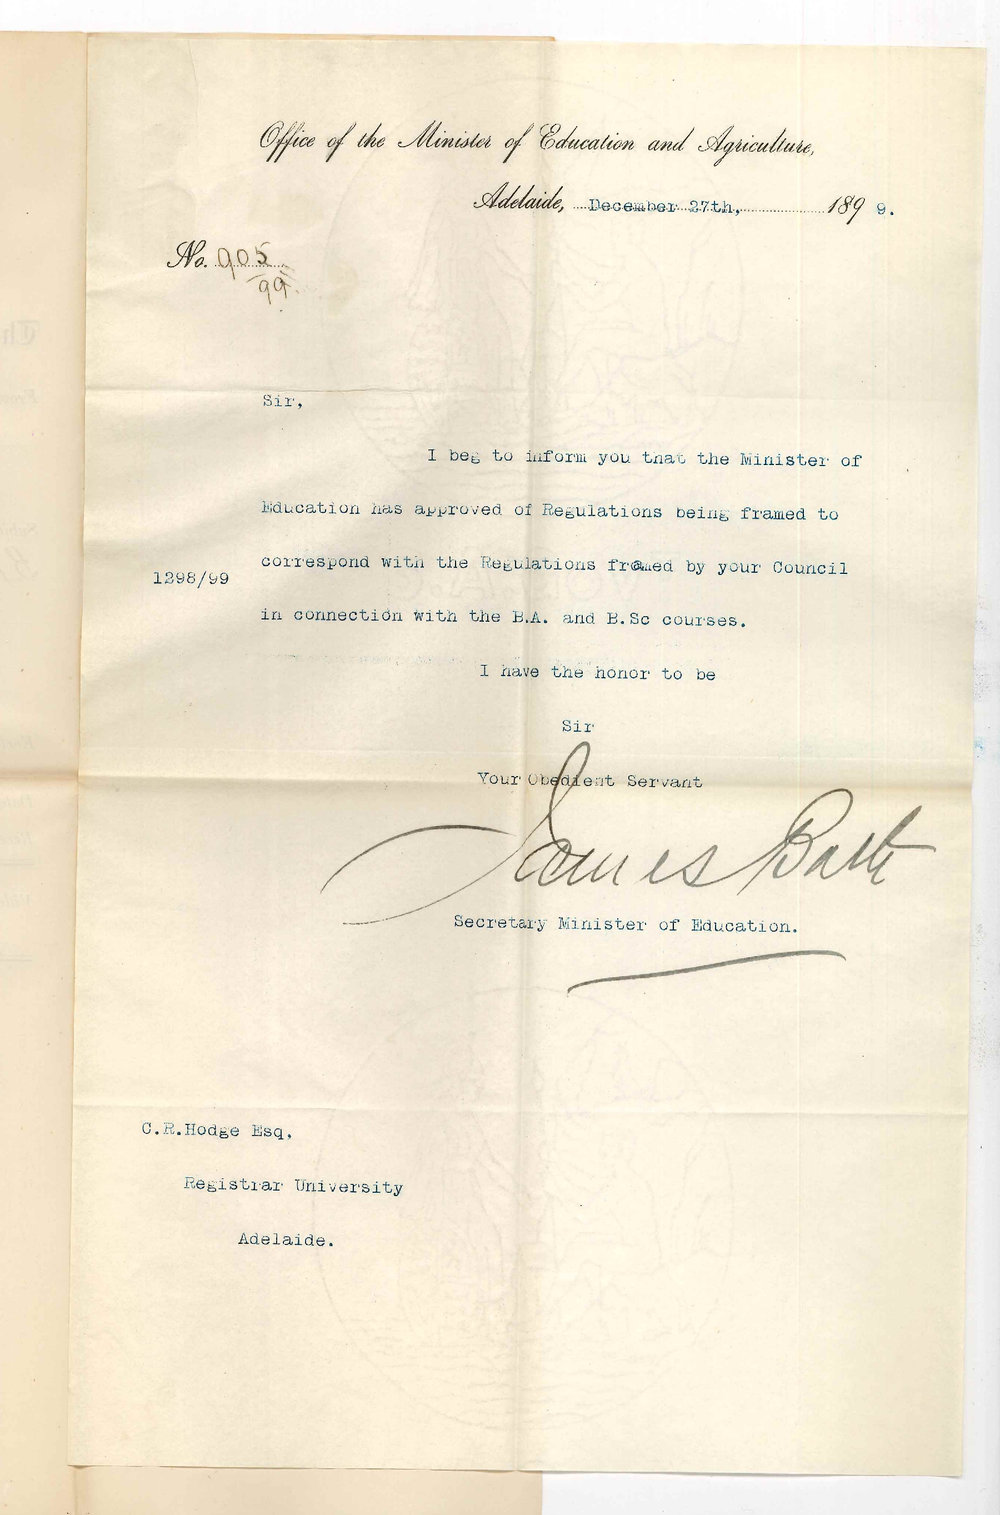 Office of the Minister of Education and Agriculture,
Adelaide, December 27th, 1899.
No. 905/99.
Sir,
I beg to inform you that the Minister of
Education has approved of Regulations being framed to
correspond with the Regulations framed by your Council
1298/99
in connection with the B.A. and B.Sc courses.
I have the honor to be
Sir
Your Obedient Servant
James Bath
Secretary Minister of Education.
C.R.Hodge Esq,
Registrar University
Adelaide.